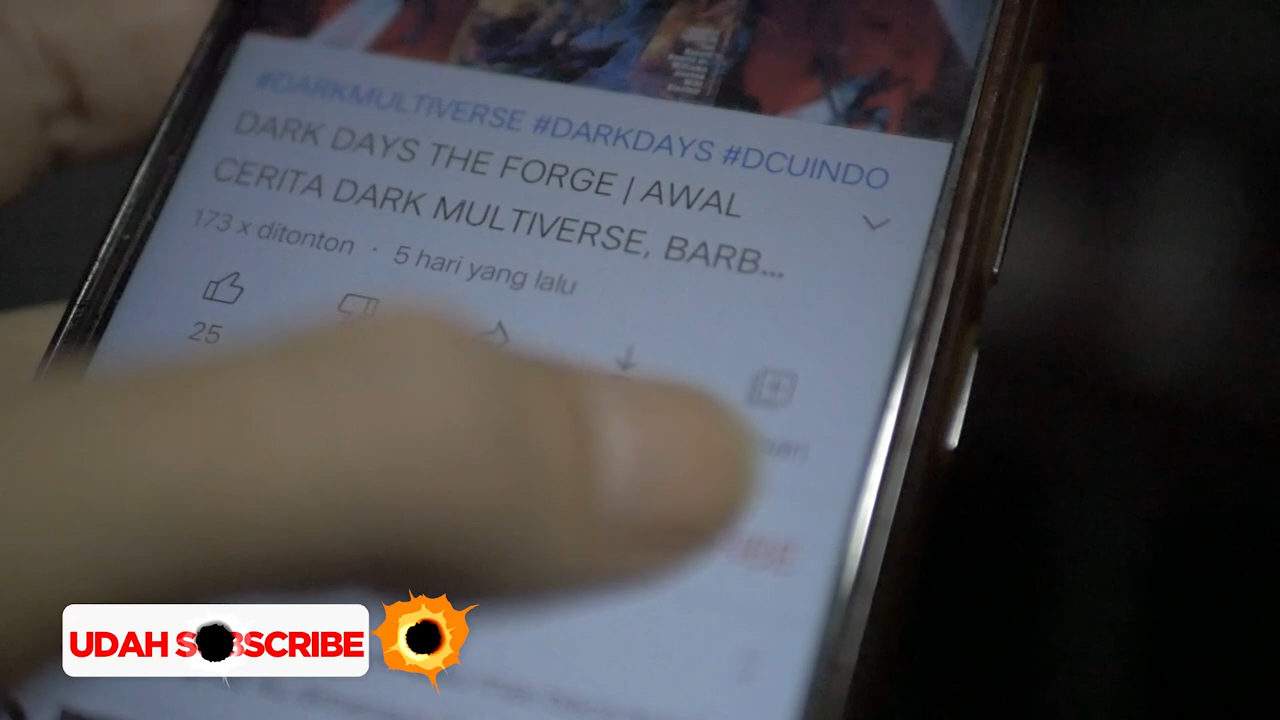 #DARKMULTIVERSE #DARKDAYS #DCUINDO
DARK DAYS THE FORGE | AWAL
CERITA DARK MULTIVERSE, BARB...
173 x ditonton · 5 hari yang lalu
25
UDAH SUBSCRIBE